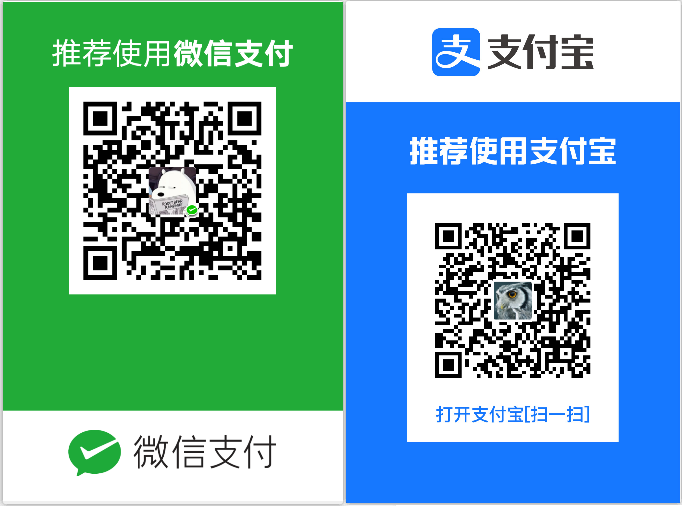 推荐使用微信支付
微信支付
支 支付宝
推荐使用支付宝
打开支付宝[扫一扫]